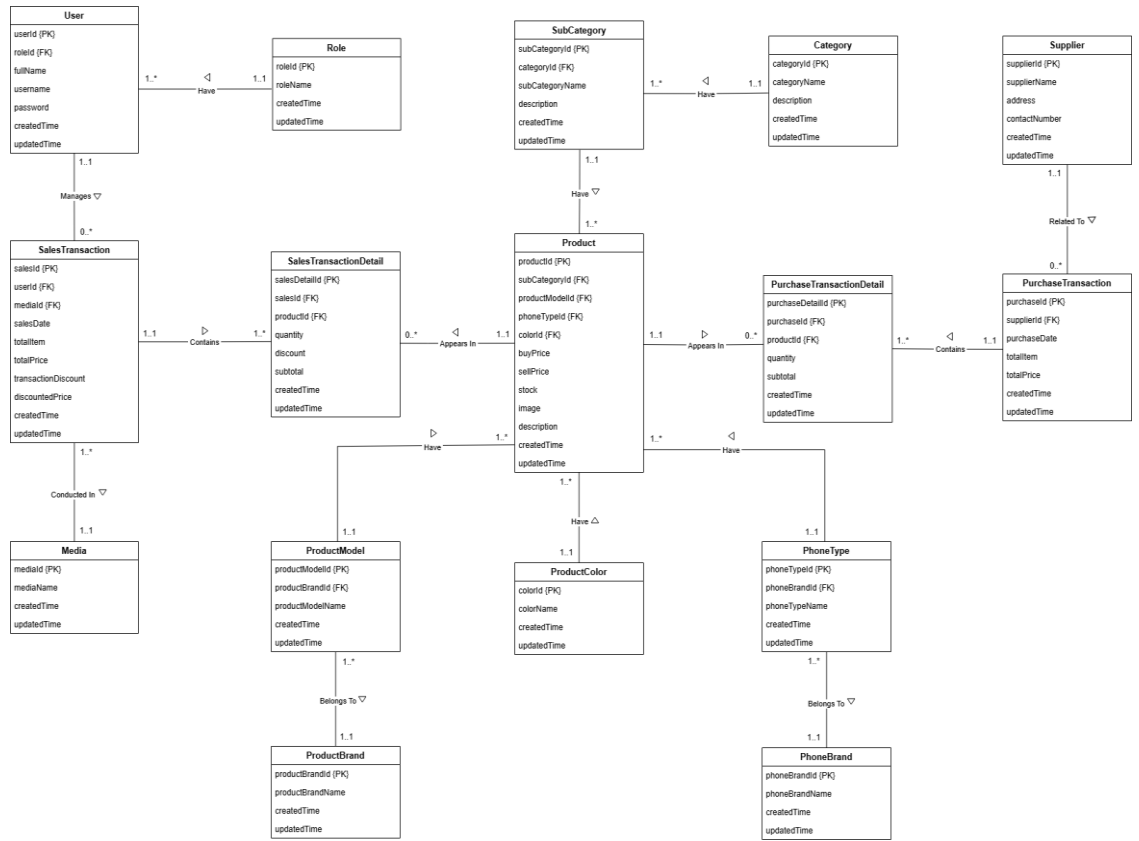 User
userId {PK}
roleId {FK}
fullName
username
password
createdTime
updatedTime
1..*
Have
1..1
Role
roleId {PK}
roleName
createdTime
updatedTime
SubCategory
subCategoryId {PK}
categoryId {FK}
subCategoryName
description
createdTime
updatedTime
1..*
Have
1..1
Category
categoryId {PK}
categoryName
description
createdTime
updatedTime
Supplier
supplierId {PK}
supplierName
address
contactNumber
createdTime
updatedTime
1..1
Manages
0..*
1..1
Have
1..*
1..1
Related To
0..*
SalesTransaction
salesId {PK}
userId {FK}
mediaId {FK}
salesDate
totalItem
totalPrice
transactionDiscount
discountedPrice
createdTime
updatedTime
1..1
Contains
1..*
SalesTransactionDetail
salesDetailId {PK}
salesId {FK}
productId {FK}
quantity
discount
subtotal
createdTime
updatedTime
0..*
Appears In
1..1
Product
productId {PK}
subCategoryId {FK}
productModelId {FK}
phoneTypeId {FK}
colorId {FK}
buyPrice
sellPrice
stock
image
description
createdTime
updatedTime
1..1
Appears In
0..*
PurchaseTransactionDetail
purchaseDetailId {PK}
purchaseId {FK}
productId {FK}
quantity
subtotal
createdTime
updatedTime
1..*
Contains
1..1
PurchaseTransaction
purchaseId {PK}
supplierId {FK}
purchaseDate
totalItem
totalPrice
createdTime
updatedTime
1..*
Conducted In
1..1
Have
1..*
1..1
1..*
Have
1..1
1..*
Have
1..1
Media
mediaId {PK}
mediaName
createdTime
updatedTime
ProductModel
productModelId {PK}
productBrandId {FK}
productModelName
createdTime
updatedTime
ProductColor
colorId {PK}
colorName
createdTime
updatedTime
PhoneType
phoneTypeId {PK}
phoneBrandId {FK}
phoneTypeName
createdTime
updatedTime
1..*
Belongs To
1..1
1..*
Belongs To
1..1
ProductBrand
productBrandId {PK}
productBrandName
createdTime
updatedTime
PhoneBrand
phoneBrandId {PK}
phoneBrandName
createdTime
updatedTime